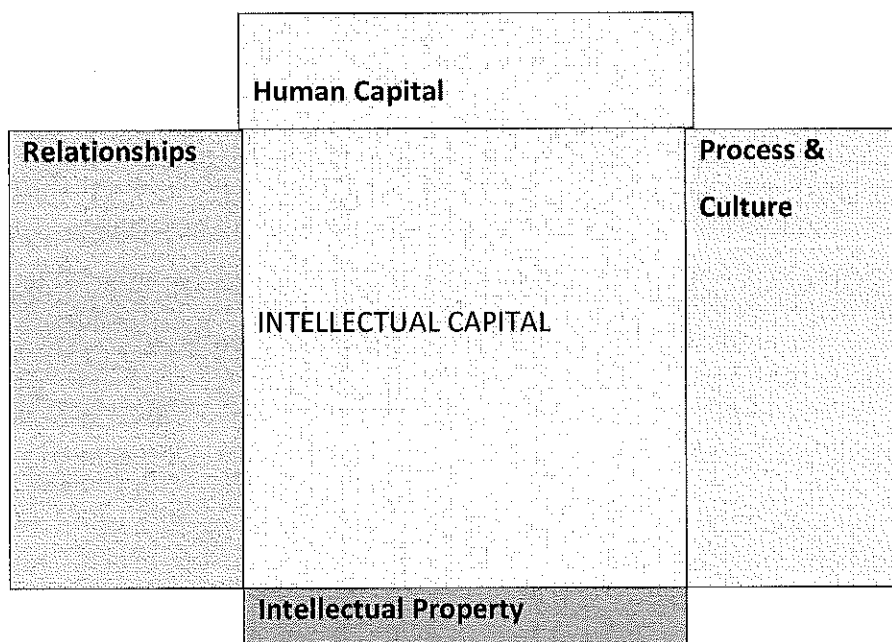 Human Capital
Relationships
Process &
Culture
INTELLECTUAL CAPITAL
Intellectual Property